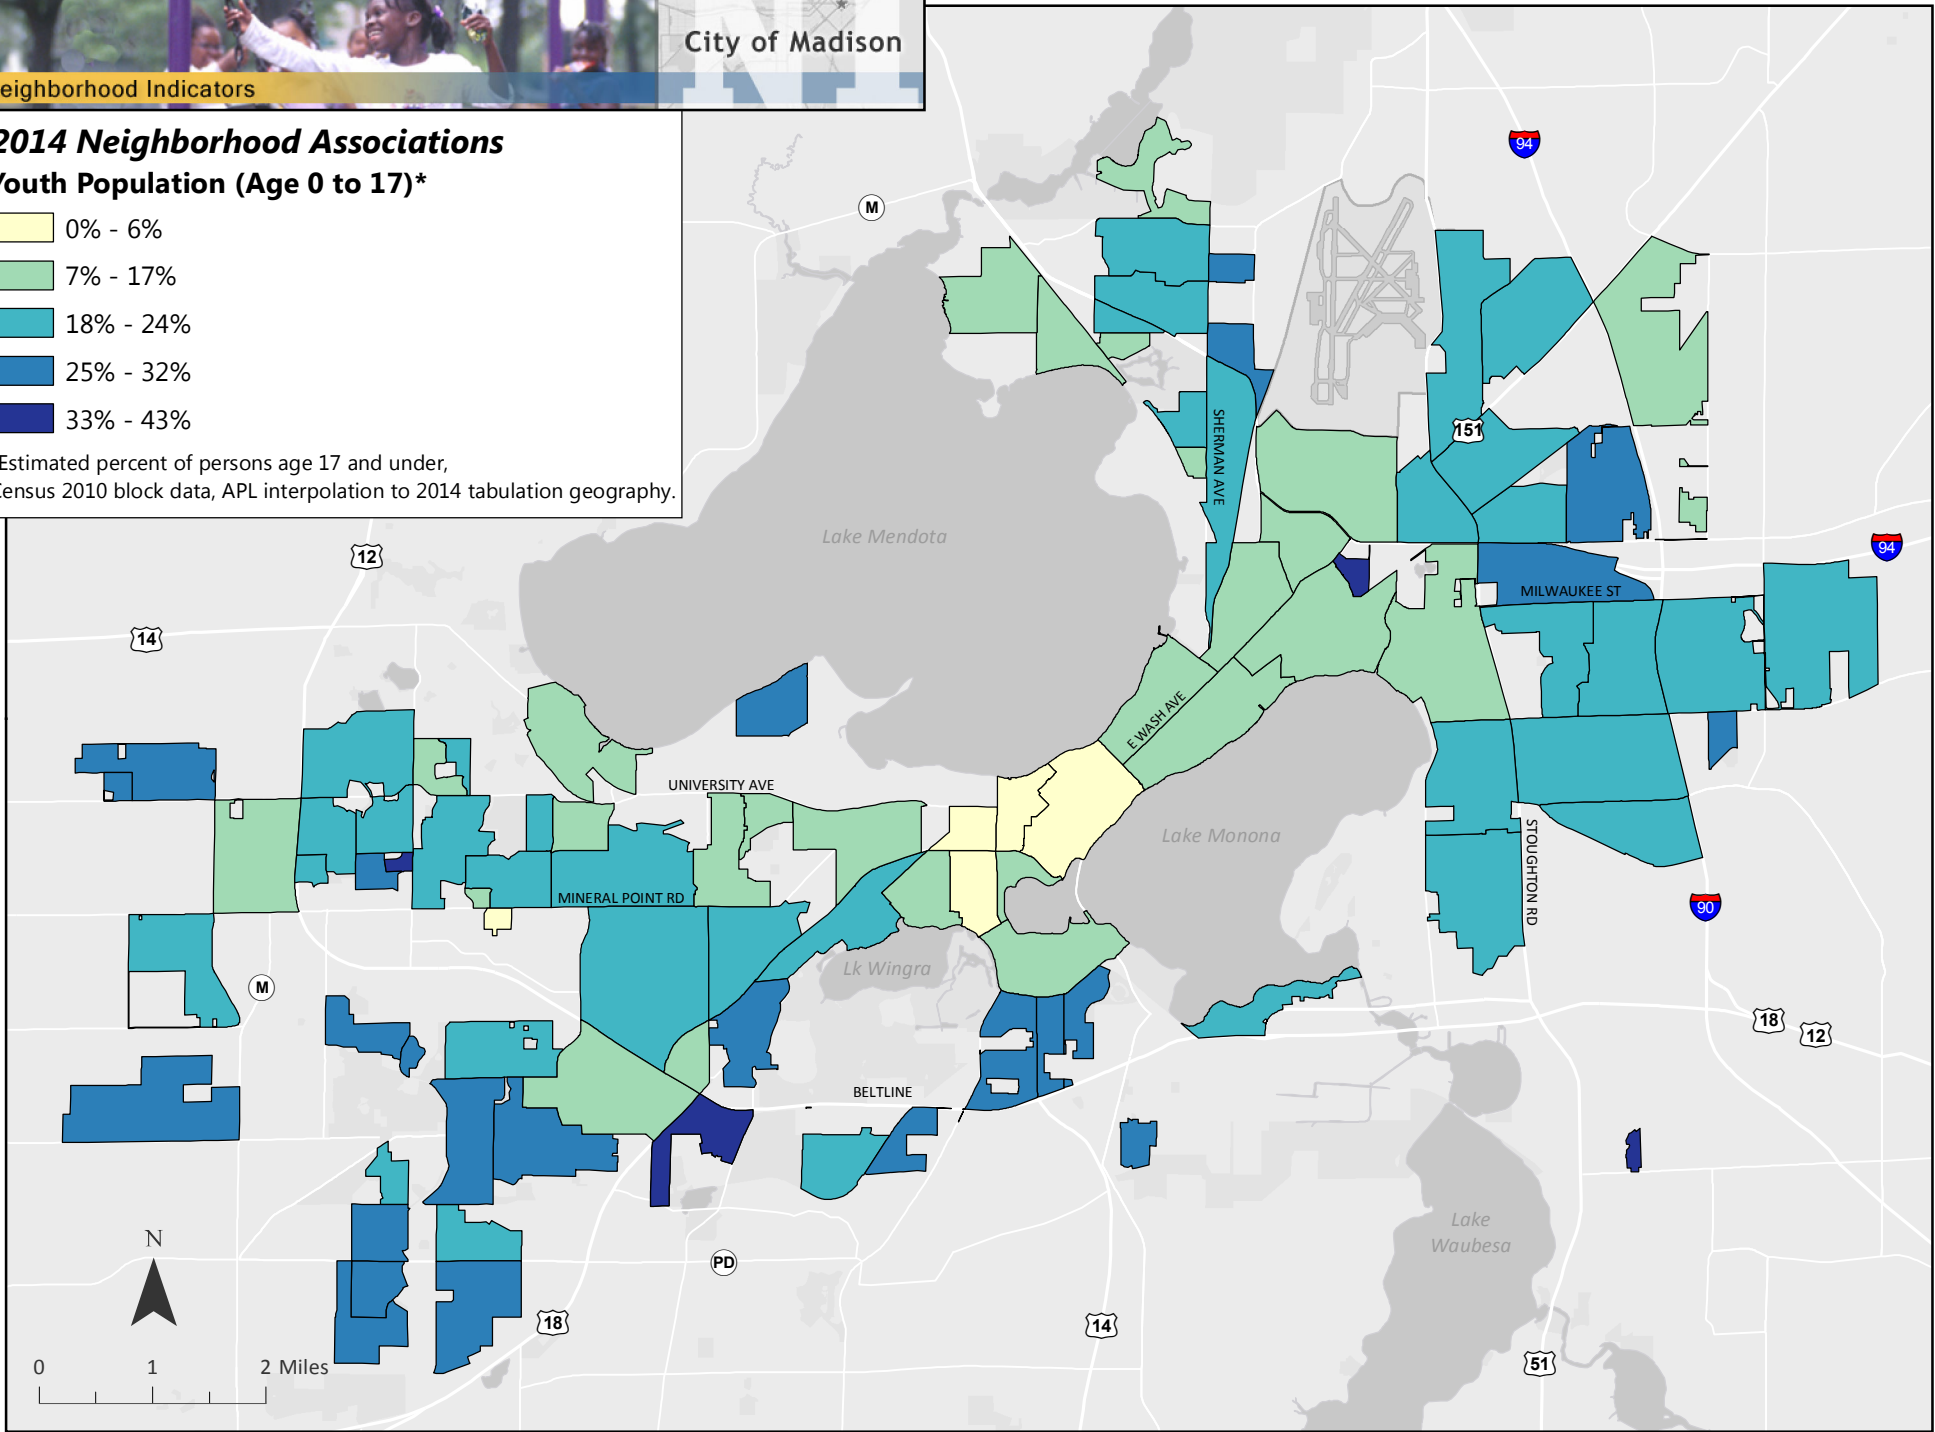 City of Madison
NI
eighborhood Indicators
2014 Neighborhood Associations
Youth Population (Age 0 to 17)*
0% - 6%
7% - 17%
18% - 24%
25% - 32%
33% - 43%
Estimated percent of persons age 17 and under,
Census 2010 block data, APL interpolation to 2014 tabulation geography.
94
M
151
SHERMAN AVE
Lake Mendota
12
94
MILWAUKEE ST
14
E WASH AVE
UNIVERSITY AVE
Lake Monona
STOUGHTON RD
MINERAL POINT RD
90
Lk Wingra
M
18
12
BELTLINE
Lake
Waubesa
N
PD
18
14
51
0 1 2 Miles